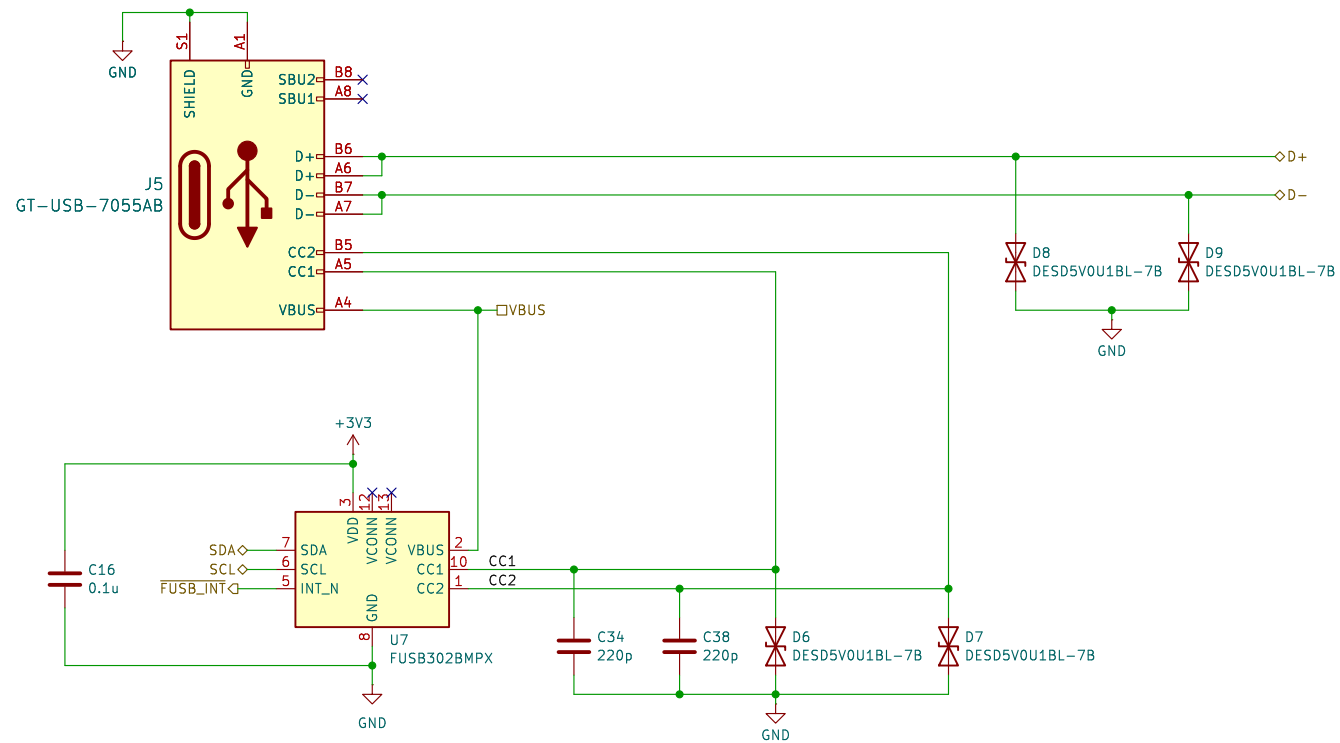 S1
A1
GND
SHIELD
GND
SBU2
B8
SBU1
A8
D+
B6
D+
A6
D-
B7
D-
A7
CC2
B5
CC1
A5
VBUS
A4
J5
GT-USB-7055AB
VBUS
D+
D-
D8
DESD5V0U1BL-7B
D9
DESD5V0U1BL-7B
GND
+3V3
3
12
13
VDD
VCONN
VCONN
SDA
7
SDA
SCL
6
SCL
FUSB_INT
5
INT_N
VBUS
2
CC1
10
CC1
CC2
1
CC2
GND
8
U7
FUSB302BMPX
GND
C16
0.1u
C34
220p
C38
220p
D6
DESD5V0U1BL-7B
D7
DESD5V0U1BL-7B
GND